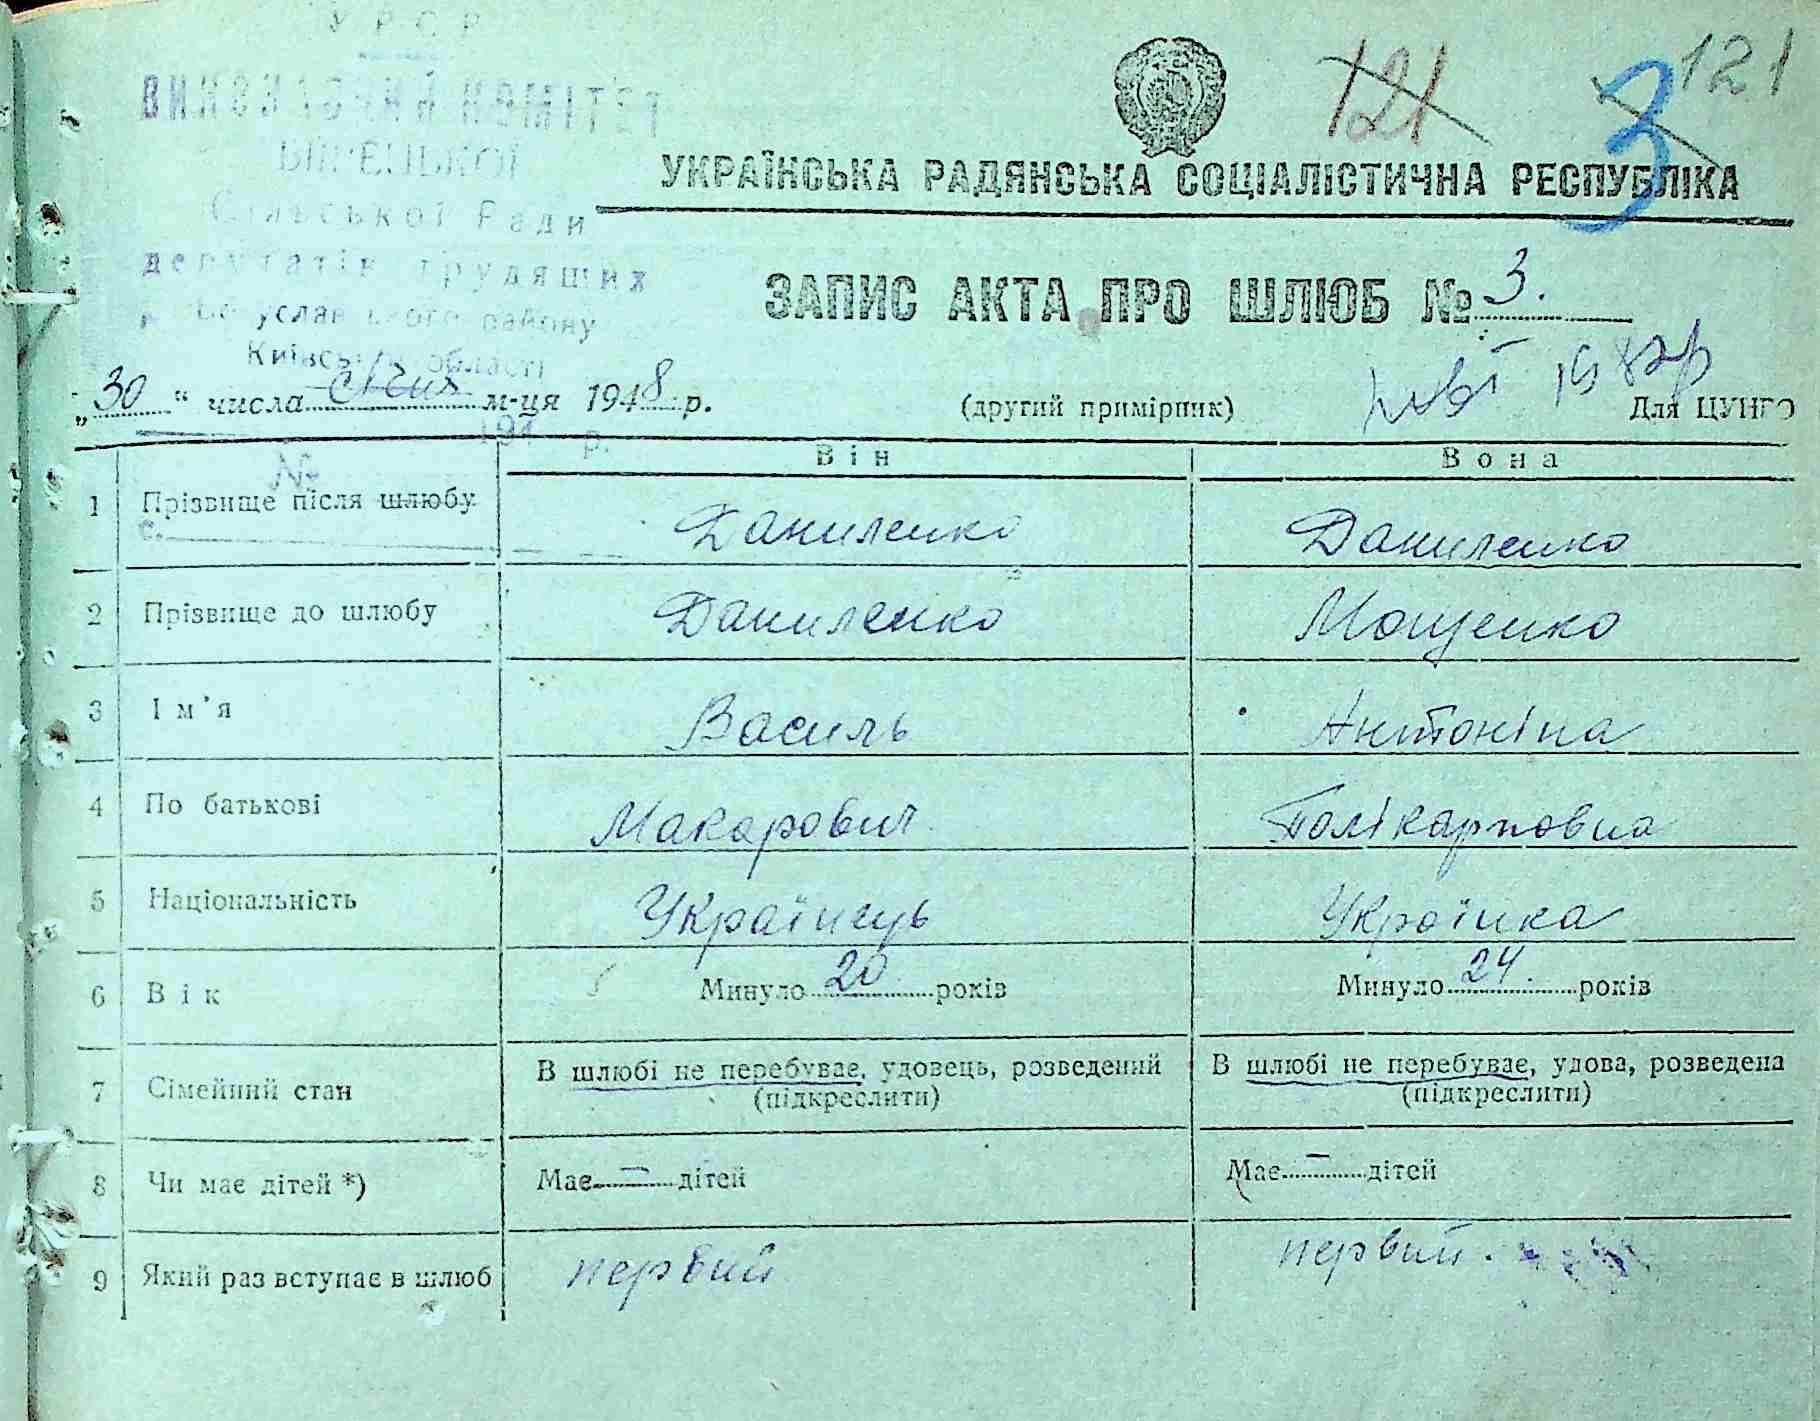 У Р С Р
ВИКОНАВЧИЙ КОМІТЕТ
Сільської Ради
депутатів трудящих
Богуславського району
Київської області
121
3
121
УКРАЇНСЬКА РАДЯНСЬКА СОЦІАЛІСТИЧНА РЕСПУБЛІКА
ЗАПИС АКТА ПРО ШЛЮБ № 3.
„30“ числа січня м-ця 1948 р.
(другий примірник)
Для ЦУНГО
194 р.
№
с.
Він Вона
1 Прізвище після шлюбу Даниленко Даниленко
2 Прізвище до шлюбу Даниленко Мощенко
3 Ім'я Василь Антоніна
4 По батькові Макарович Полікарповна
5 Національність Українець Українка
6 Вік Минуло 20 років Минуло 24. років
7 Сімейний стан В шлюбі не перебуває, удовець, розведений В шлюбі не перебуває, удова, розведена
(підкреслити) (підкреслити)
8 Чи має дітей *) Має — дітей Має — дітей
9 Який раз вступає в шлюб первий первий.